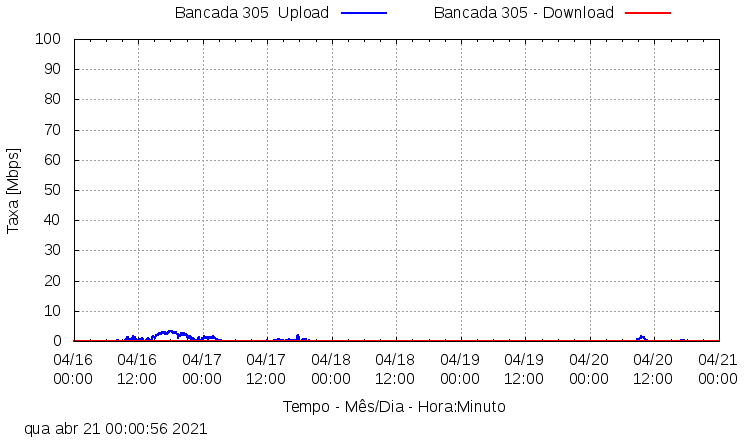 Bancada 305  Upload
Bancada 305 - Download
100
90
80
70
60
50
40
30
20
10
0
Taxa [Mbps]
04/16 04/16 04/17 04/17 04/18 04/18 04/19 04/19 04/20 04/20 04/21
00:00 12:00 00:00 12:00 00:00 12:00 00:00 12:00 00:00 12:00 00:00
Tempo - Mês/Dia - Hora:Minuto
qua abr 21 00:00:56 2021